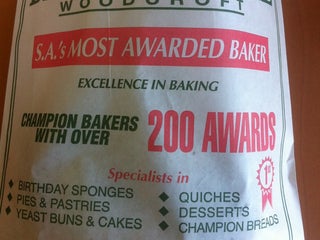 WOODCROFT
S.A.'s MOST AWARDED BAKER
EXCELLENCE IN BAKING
CHAMPION BAKERS
WITH OVER 200 AWARDS
Specialists in
1st
♦ BIRTHDAY SPONGES
♦ PIES & PASTRIES
♦ YEAST BUNS & CAKES
♦ QUICHES
♦ DESSERTS
♦ CHAMPION BREADS